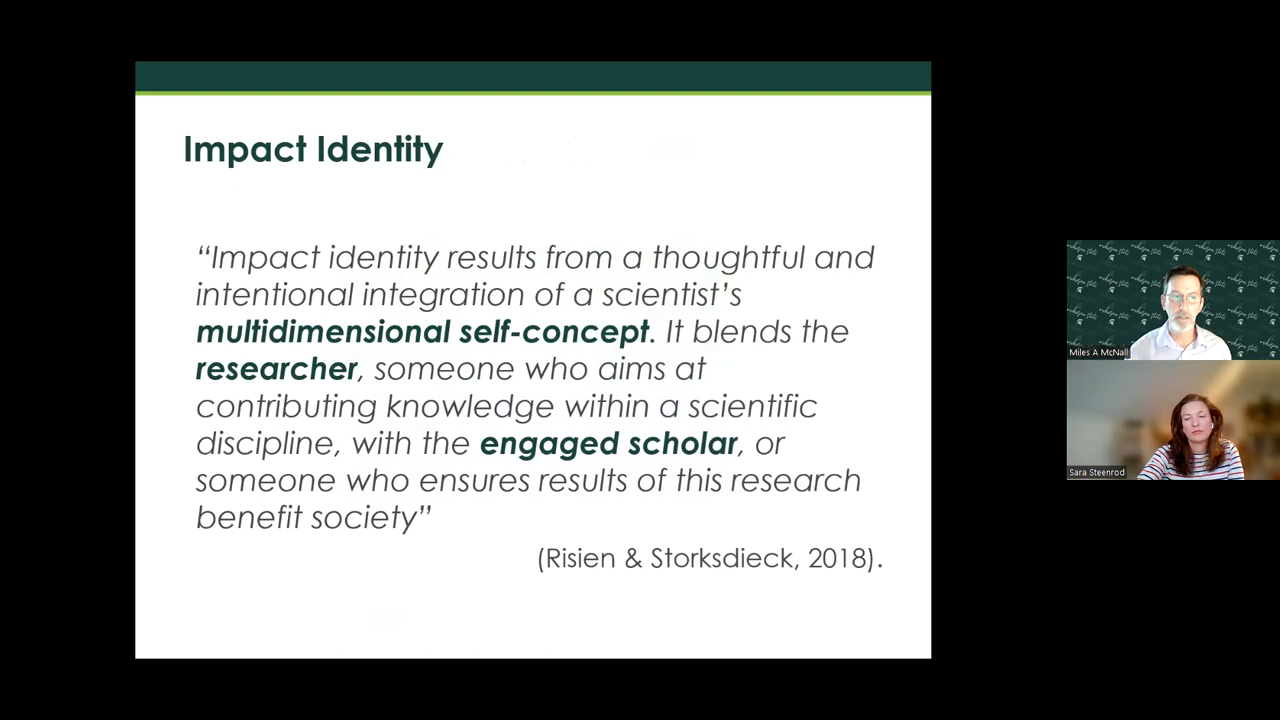 Impact Identity
“Impact identity results from a thoughtful and
intentional integration of a scientist’s
multidimensional self-concept. It blends the
researcher, someone who aims at
contributing knowledge within a scientific
discipline, with the engaged scholar, or
someone who ensures results of this research
benefit society”
(Risien & Storksdieck, 2018).
Miles A McNall
Sara Steenrod